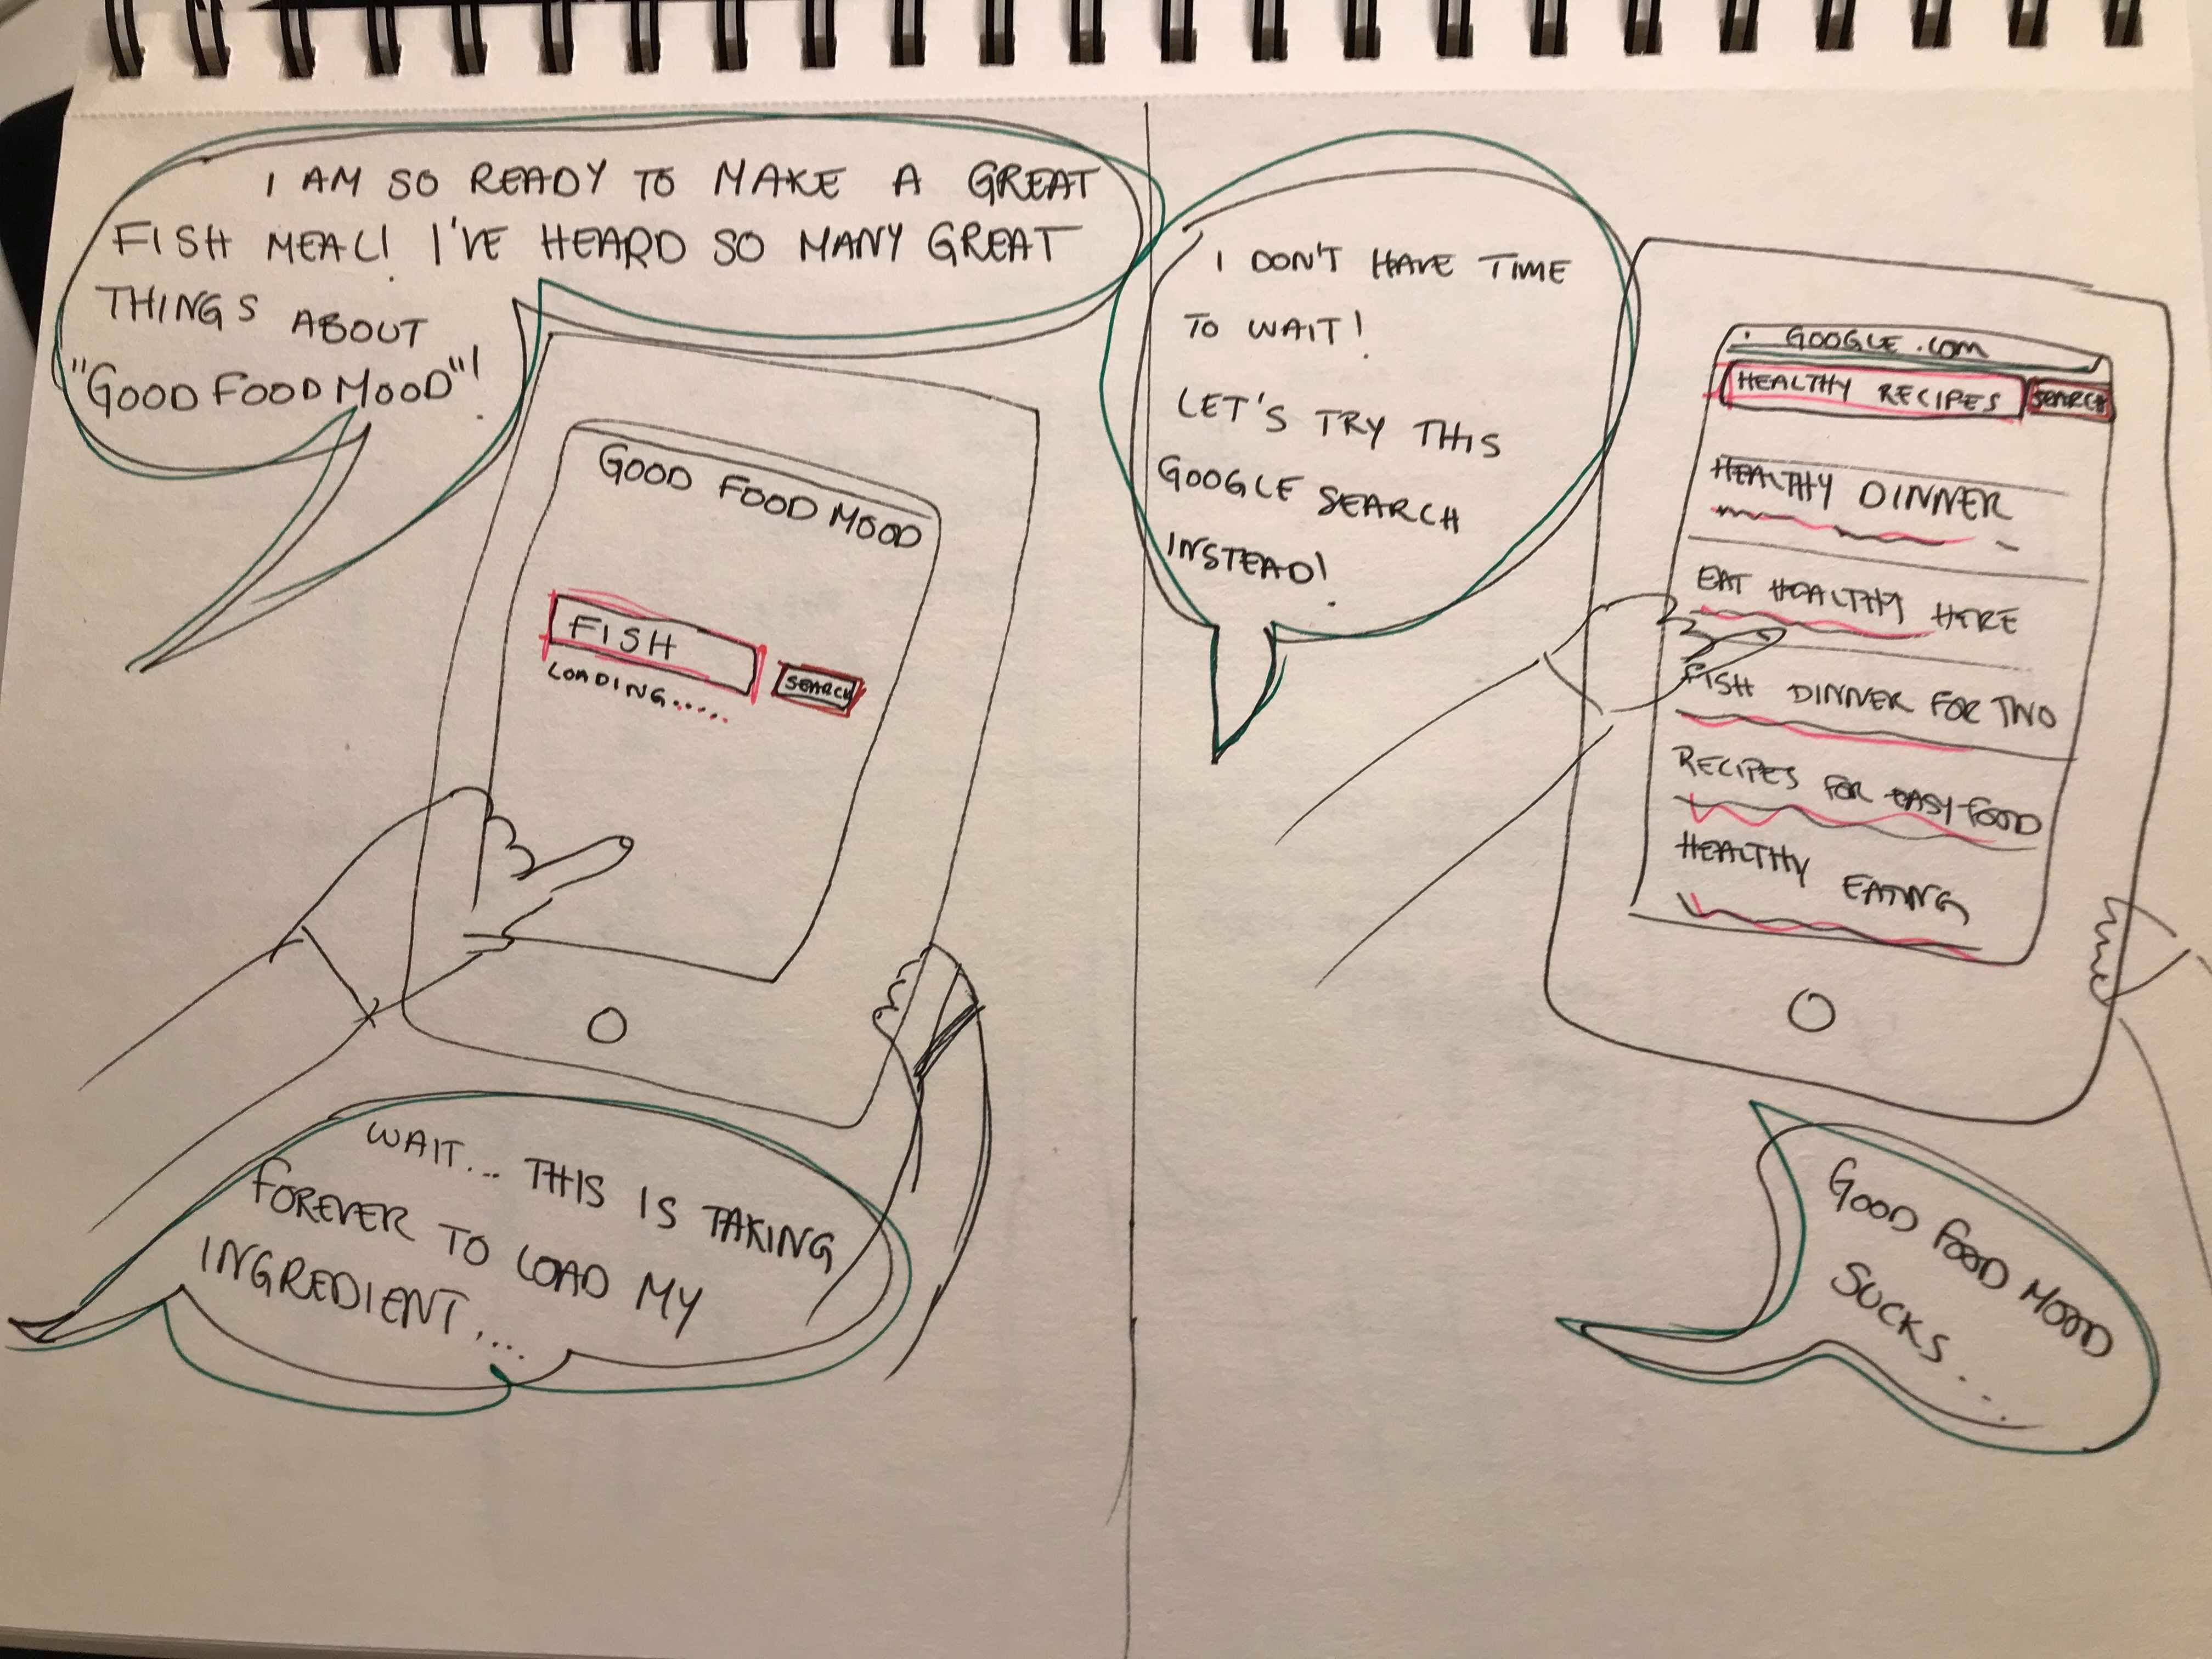 I AM SO READY TO MAKE A GREAT
FISH MEAL! I'VE HEARD SO MANY GREAT
THINGS ABOUT
"GOOD FOOD MOOD"!
GOOD FOOD MOOD
FISH
SEARCH
LOADING.....
WAIT... THIS IS TAKING
FOREVER TO LOAD MY
INGREDIENT....
I DON'T HAVE TIME
TO WAIT!
LET'S TRY THIS
GOOGLE SEARCH
INSTEAD!
GOOGLE.COM
HEALTHY RECIPES
SEARCH
HEALTHY DINNER
EAT HEALTHY HERE
FISH DINNER FOR TWO
RECIPES FOR EASY FOOD
HEALTHY EATING
GOOD FOOD MOOD
SUCKS...